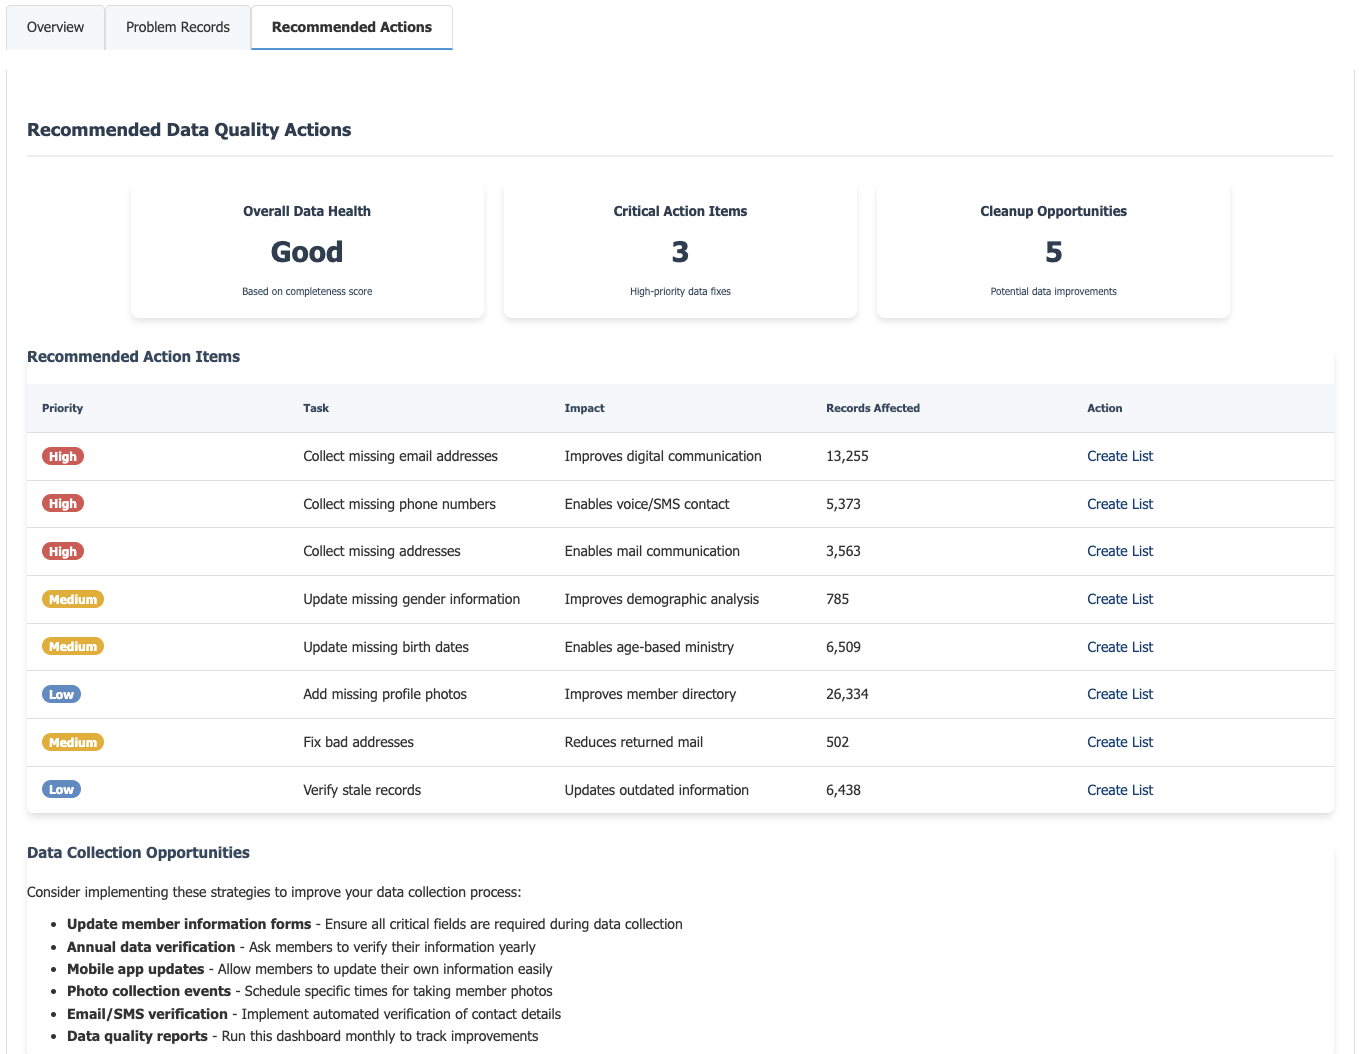 Overview Problem Records Recommended Actions
Recommended Data Quality Actions
Overall Data Health
Good
Based on completeness score
Critical Action Items
3
High-priority data fixes
Cleanup Opportunities
5
Potential data improvements
Recommended Action Items
Priority Task Impact Records Affected Action
High Collect missing email addresses Improves digital communication 13,255 Create List
High Collect missing phone numbers Enables voice/SMS contact 5,373 Create List
High Collect missing addresses Enables mail communication 3,563 Create List
Medium Update missing gender information Improves demographic analysis 785 Create List
Medium Update missing birth dates Enables age-based ministry 6,509 Create List
Low Add missing profile photos Improves member directory 26,334 Create List
Medium Fix bad addresses Reduces returned mail 502 Create List
Low Verify stale records Updates outdated information 6,438 Create List
Data Collection Opportunities
Consider implementing these strategies to improve your data collection process:
• Update member information forms - Ensure all critical fields are required during data collection
• Annual data verification - Ask members to verify their information yearly
• Mobile app updates - Allow members to update their own information easily
• Photo collection events - Schedule specific times for taking member photos
• Email/SMS verification - Implement automated verification of contact details
• Data quality reports - Run this dashboard monthly to track improvements